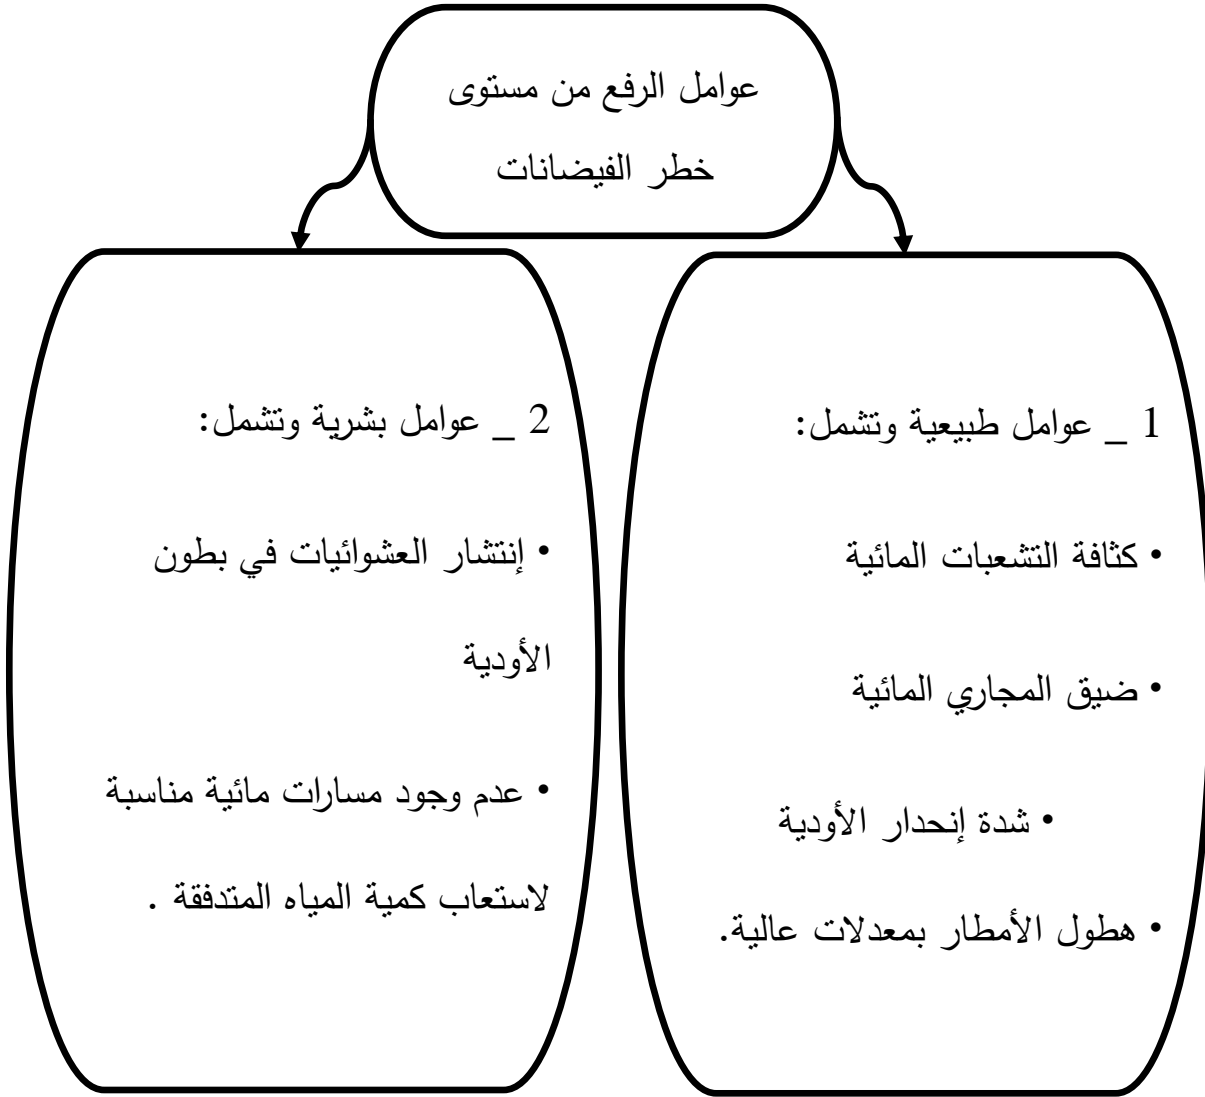 عوامل الرفع من مستوى
خطر الفيضانات
1 _ عوامل طبيعية وتشمل:
• كثافة التشعبات المائية
• ضيق المجاري المائية
• شدة إنحدار الأودية
• هطول الأمطار بمعدلات عالية.
2 _ عوامل بشرية وتشمل:
• إنتشار العشوائيات في بطون
الأودية
• عدم وجود مسارات مائية مناسبة
لاستعاب كمية المياه المتدفقة .